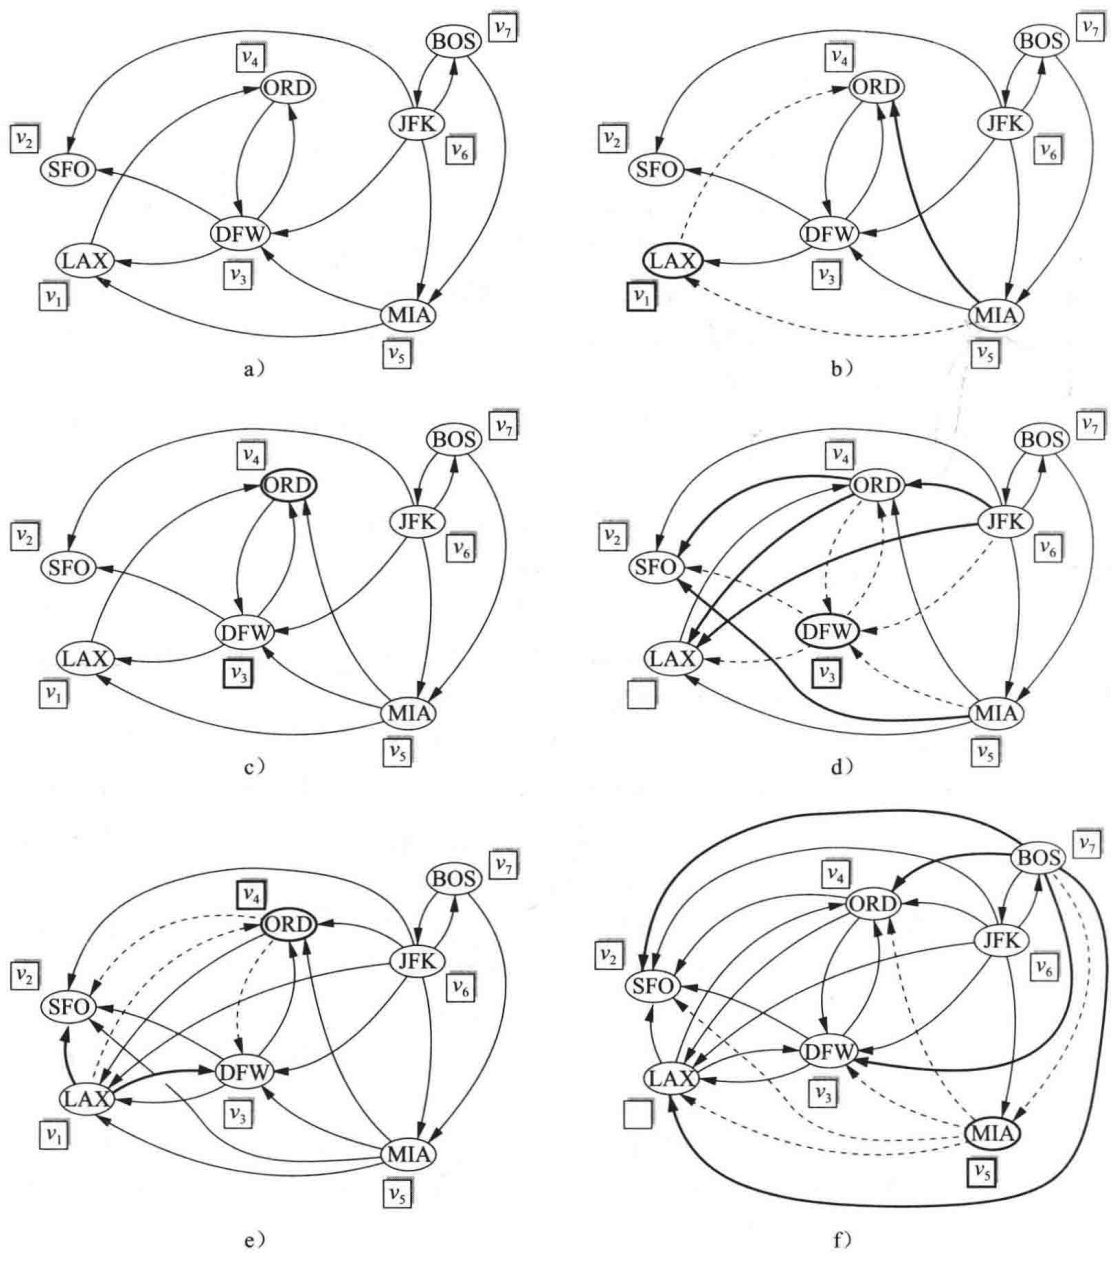 BOS v7
v4
ORD
JFK
v2 v6
SFO
DFW
LAX v3
v1 MIA
v5
a)
BOS v7
v4
ORD
JFK
v2 v6
SFO
DFW
LAX v3
v1 MIA
v5
b)
BOS v7
v4
ORD
JFK
v2 v6
SFO
DFW
LAX v3
v1 MIA
v5
c)
BOS v7
v4
ORD
JFK
v2 v6
SFO
DFW
LAX v3
MIA
v5
d)
BOS v7
v4
ORD
JFK
v2 v6
SFO
DFW
LAX v3
v1 MIA
v5
e)
BOS v7
v4
ORD
JFK
v2 v6
SFO
DFW
LAX v3
MIA
v5
f)